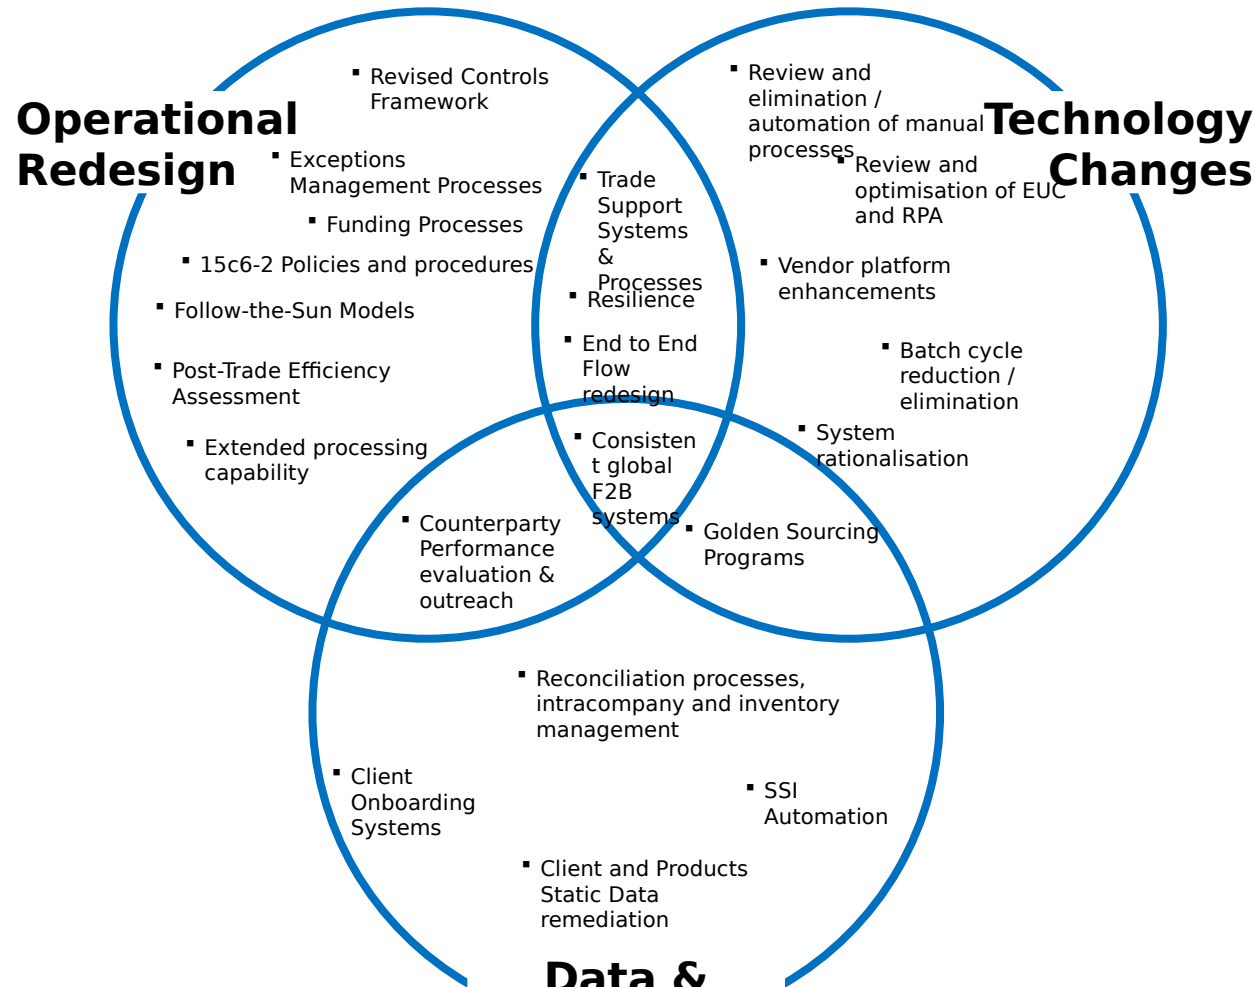 Operational
Redesign
Technology
Changes
▪ Revised Controls
Framework
▪ Exceptions
Management Processes
▪ Funding Processes
▪ 15c6-2 Policies and procedures
▪ Follow-the-Sun Models
▪ Post-Trade Efficiency
Assessment
▪ Extended processing
capability
▪ Trade
Support
Systems
&
Processes
▪ Resilience
▪ End to End
Flow
redesign
▪ Review and
elimination /
automation of manual
processes
▪ Review and
optimisation of EUC
and RPA
▪ Vendor platform
enhancements
▪ Batch cycle
reduction /
elimination
▪ System
rationalisation
▪ Consisten
t global
F2B
systems
▪ Counterparty
Performance
evaluation &
outreach
▪ Golden Sourcing
Programs
▪ Reconciliation processes,
intracompany and inventory
management
▪ Client
Onboarding
Systems
▪ SSI
Automation
▪ Client and Products
Static Data
remediation
Data &